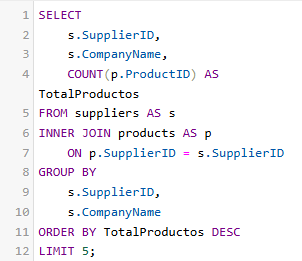 1 SELECT
2 s.SupplierID,
3 s.CompanyName,
4 COUNT(p.ProductID) AS
TotalProductos
5 FROM suppliers AS s
6 INNER JOIN products AS p
7 ON p.SupplierID = s.SupplierID
8 GROUP BY
9 s.SupplierID,
10 s.CompanyName
11 ORDER BY TotalProductos DESC
12 LIMIT 5;